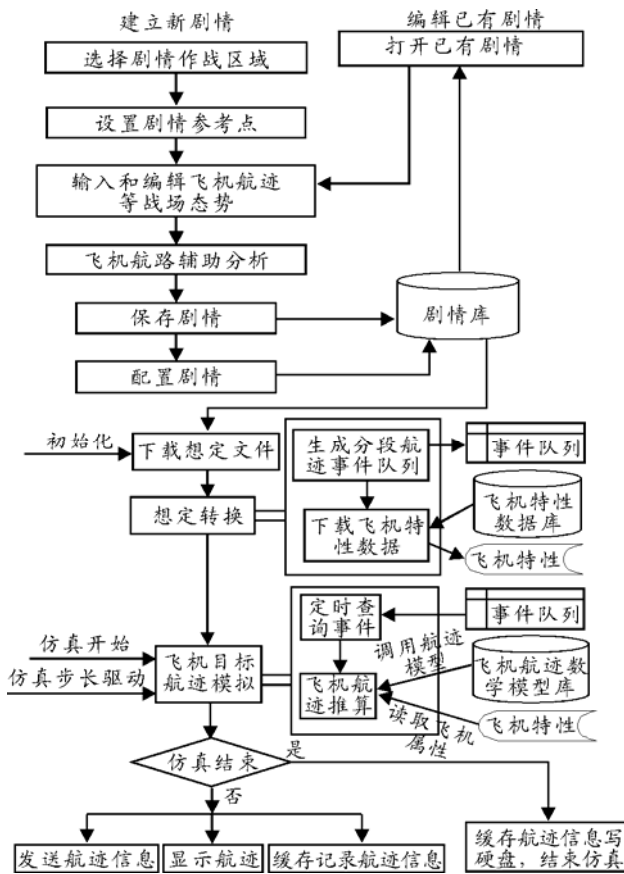 建立新剧情
编辑已有剧情
选择剧情作战区域
打开已有剧情
设置剧情参考点
输入和编辑飞机航迹
等战场态势
飞机航路辅助分析
保存剧情
剧情库
配置剧情
初始化
下载想定文件
生成分段航
迹事件队列
事件队列
想定转换
下载飞机特
性数据
飞机特性
数据库
飞机特性
仿真开始
仿真步长驱动
飞机目标
航迹模拟
定时查
询事件
事件队列
调用航迹
模型
飞机航
迹推算
飞机航迹数
学模型库
读取飞机
属性
飞机特性
仿真结束
是
否
发送航迹信息
显示航迹
缓存记录航迹信息
缓存航迹信息写
硬盘，结束仿真